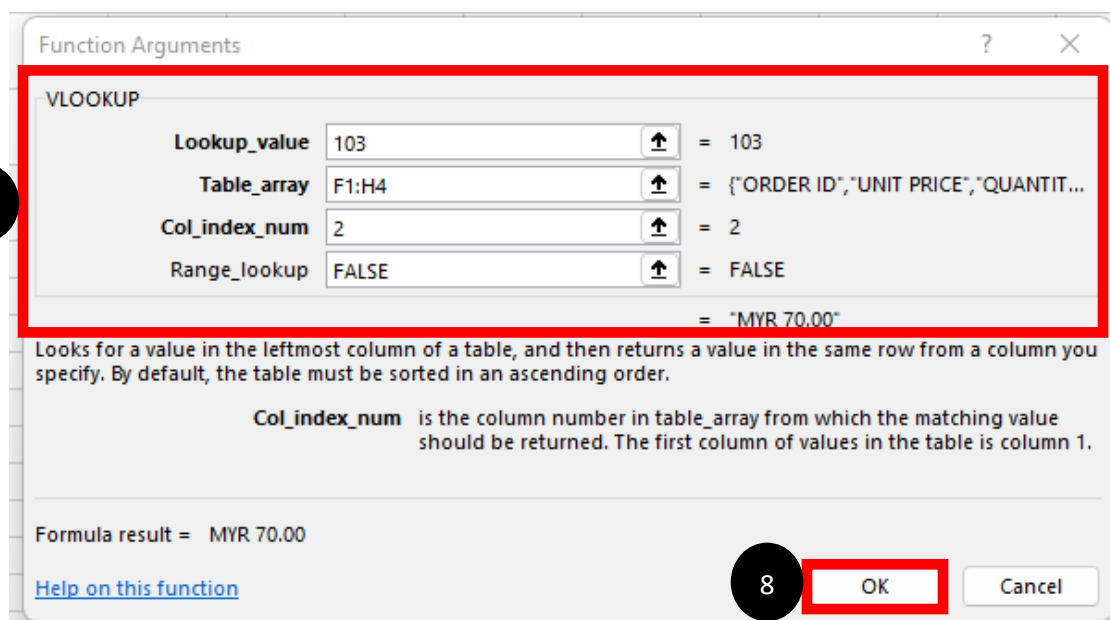 Function Arguments ? ×
VLOOKUP
Lookup_value 103 = 103
Table_array F1:H4 = {"ORDER ID","UNIT PRICE","QUANTIT...
Col_index_num 2 = 2
Range_lookup FALSE = FALSE
= "MYR 70.00"
Looks for a value in the leftmost column of a table, and then returns a value in the same row from a column you
specify. By default, the table must be sorted in an ascending order.
Col_index_num is the column number in table_array from which the matching value
should be returned. The first column of values in the table is column 1.
Formula result = MYR 70.00
Help on this function 8 OK Cancel